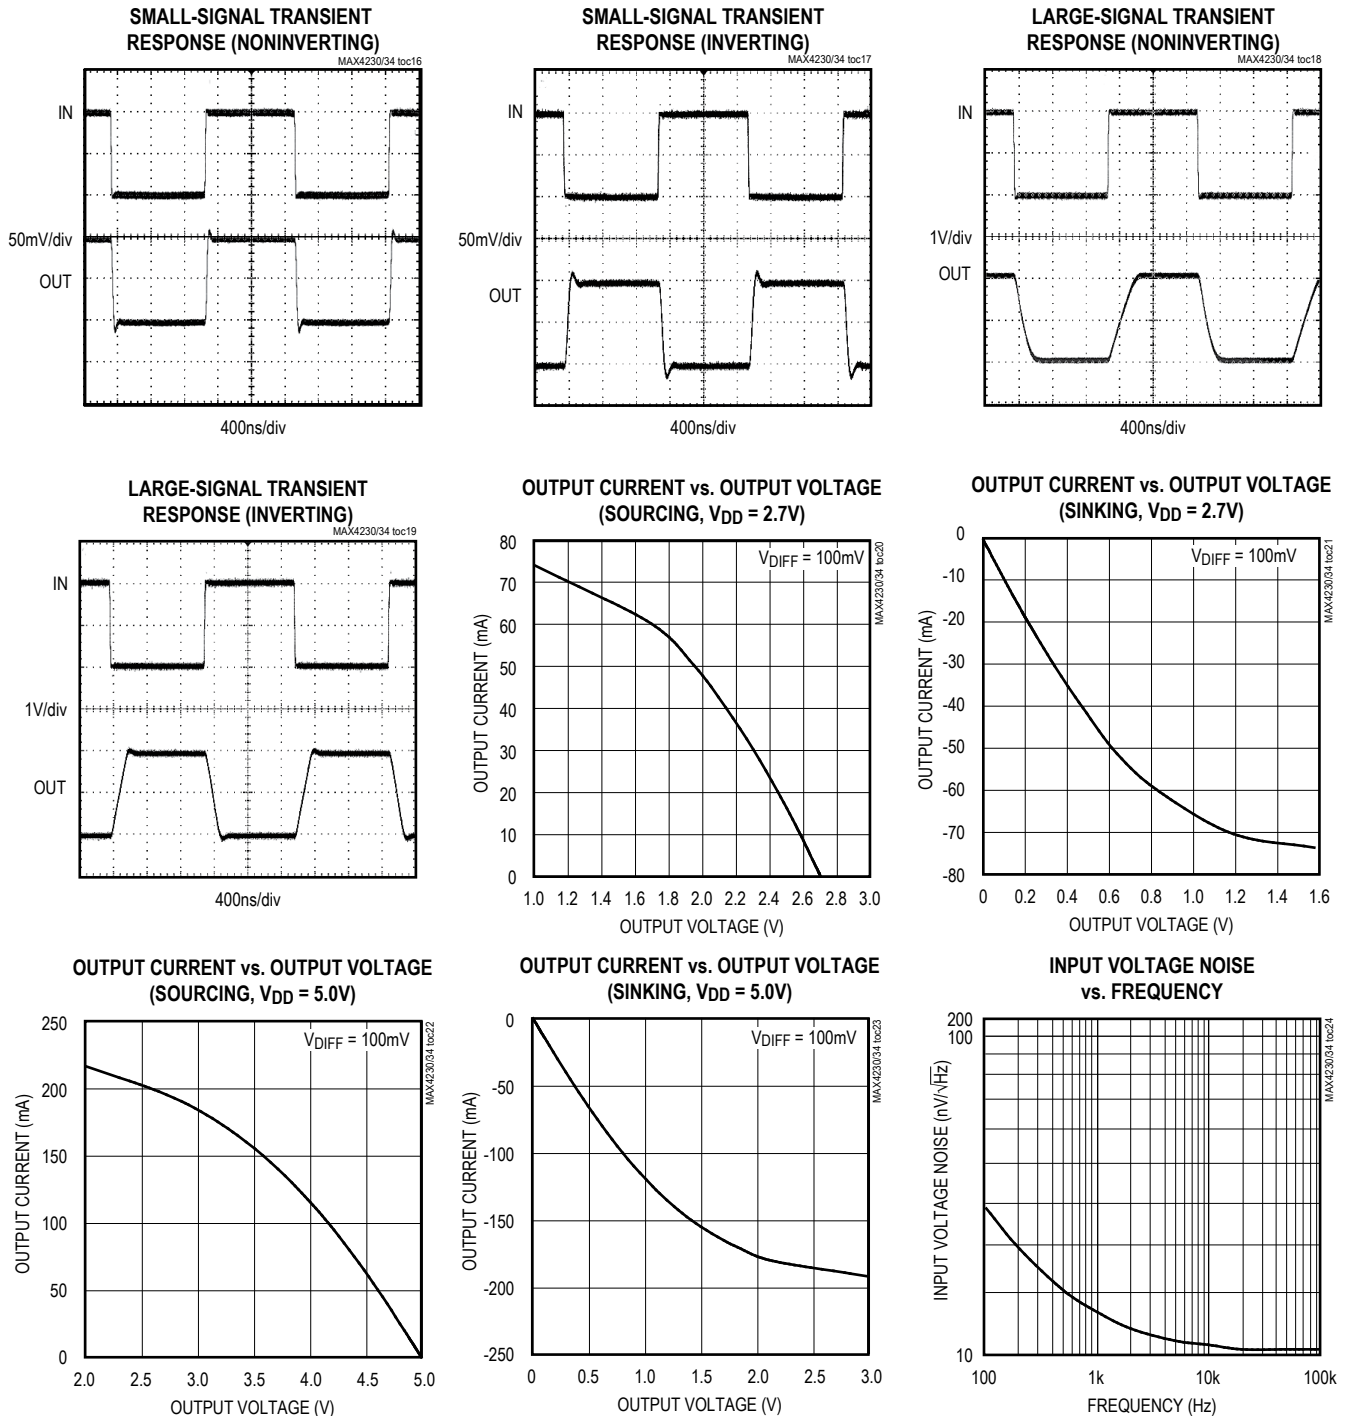 SMALL-SIGNAL TRANSIENT
RESPONSE (NONINVERTING)
MAX4230/34 toc16
IN
50mV/div
OUT
400ns/div
SMALL-SIGNAL TRANSIENT
RESPONSE (INVERTING)
MAX4230/34 toc17
IN
50mV/div
OUT
400ns/div
LARGE-SIGNAL TRANSIENT
RESPONSE (NONINVERTING)
MAX4230/34 toc18
IN
1V/div
OUT
400ns/div
LARGE-SIGNAL TRANSIENT
RESPONSE (INVERTING)
MAX4230/34 toc19
IN
1V/div
OUT
400ns/div
OUTPUT CURRENT vs. OUTPUT VOLTAGE
(SOURCING, VDD = 2.7V)
MAX4230/34 toc20
VDIFF = 100mV
OUTPUT CURRENT (mA)
80
70
60
50
40
30
20
10
0
1.0 1.2 1.4 1.6 1.8 2.0 2.2 2.4 2.6 2.8 3.0
OUTPUT VOLTAGE (V)
OUTPUT CURRENT vs. OUTPUT VOLTAGE
(SINKING, VDD = 2.7V)
MAX4230/34 toc21
VDIFF = 100mV
OUTPUT CURRENT (mA)
0
-10
-20
-30
-40
-50
-60
-70
-80
0 0.2 0.4 0.6 0.8 1.0 1.2 1.4 1.6
OUTPUT VOLTAGE (V)
OUTPUT CURRENT vs. OUTPUT VOLTAGE
(SOURCING, VDD = 5.0V)
MAX4230/34 toc22
VDIFF = 100mV
OUTPUT CURRENT (mA)
250
200
150
100
50
0
2.0 2.5 3.0 3.5 4.0 4.5 5.0
OUTPUT VOLTAGE (V)
OUTPUT CURRENT vs. OUTPUT VOLTAGE
(SINKING, VDD = 5.0V)
MAX4230/34 toc23
VDIFF = 100mV
OUTPUT CURRENT (mA)
0
-50
-100
-150
-200
-250
0 0.5 1.0 1.5 2.0 2.5 3.0
OUTPUT VOLTAGE (V)
INPUT VOLTAGE NOISE
vs. FREQUENCY
MAX4230/34 toc24
INPUT VOLTAGE NOISE (nV/√Hz)
200
100
10
100 1k 10k 100k
FREQUENCY (Hz)